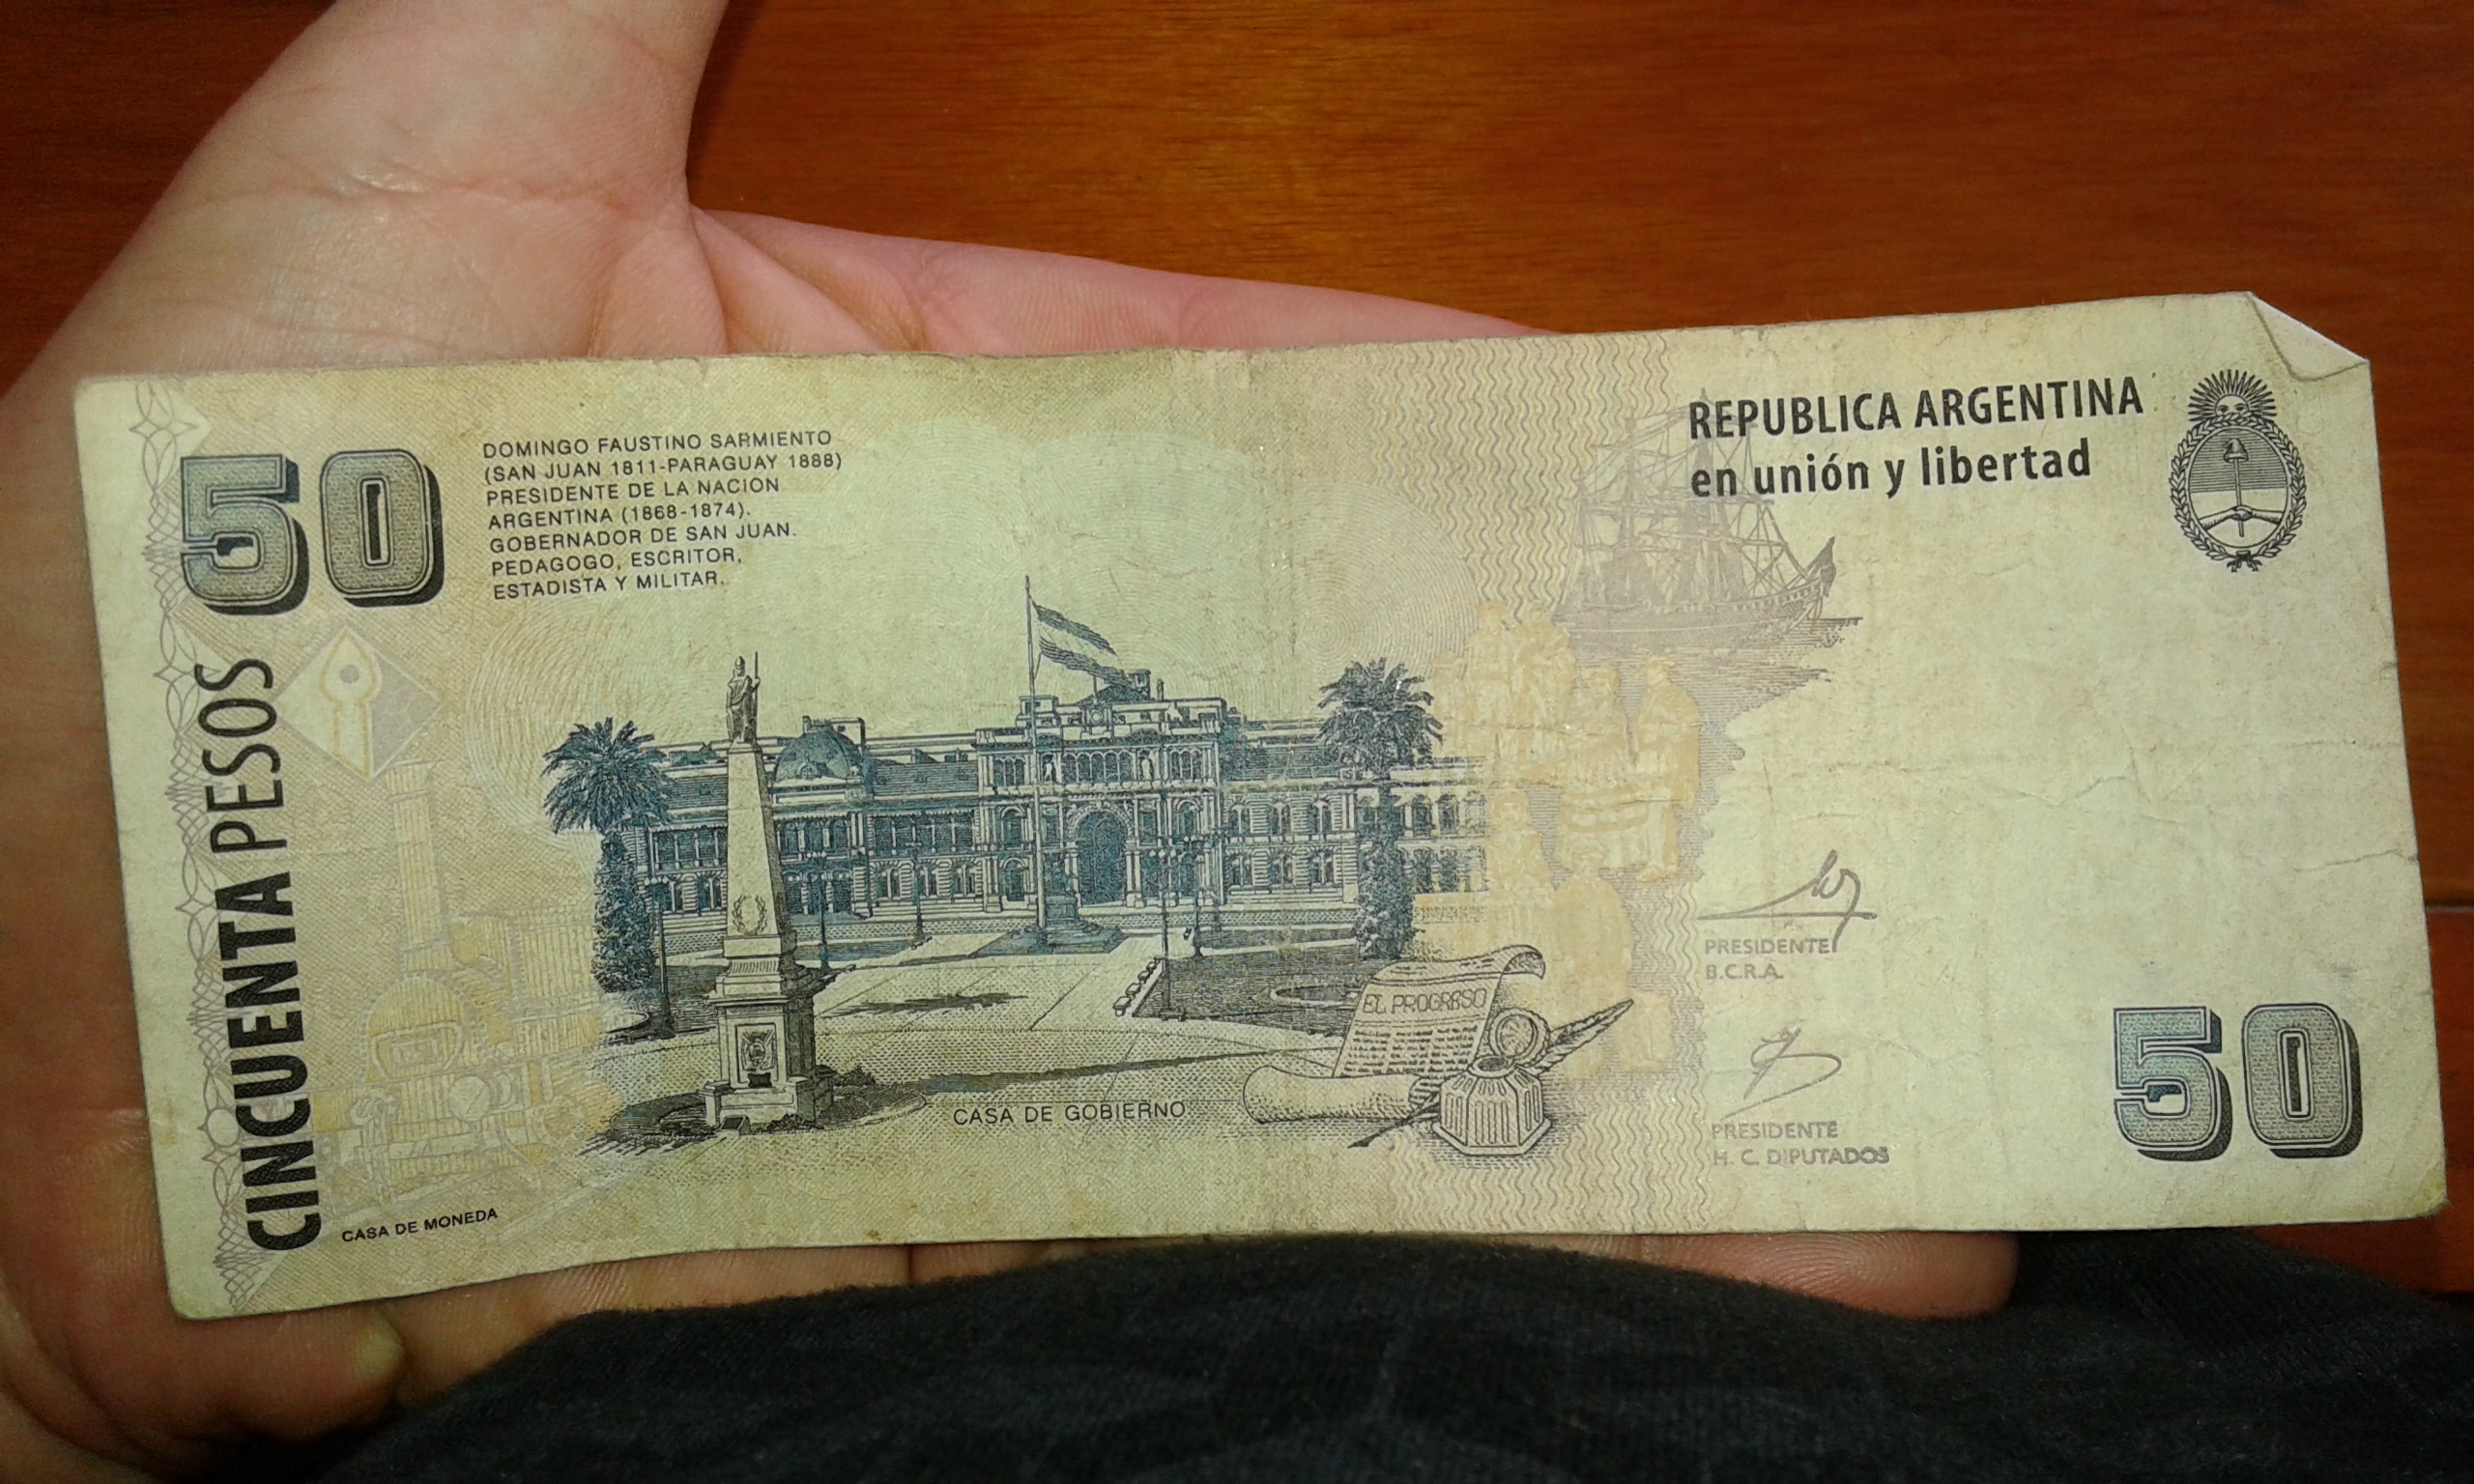 50
CINCUENTA PESOS
CASA DE MONEDA
DOMINGO FAUSTINO SARMIENTO
(SAN JUAN 1811-PARAGUAY 1888)
PRESIDENTE DE LA NACION
ARGENTINA (1868-1874),
GOBERNADOR DE SAN JUAN.
PEDAGOGO, ESCRITOR,
ESTADISTA Y MILITAR.
CASA DE GOBIERNO
EL PROGRESO
REPUBLICA ARGENTINA
en unión y libertad
PRESIDENTE
B.C.R.A.
PRESIDENTE
H. C. DIPUTADOS
50